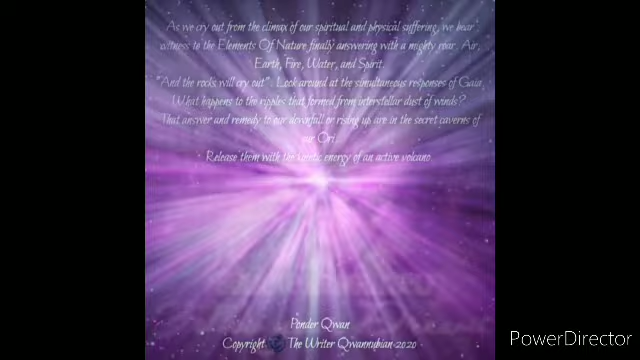 As we cry out from the climax of our spiritual and physical suffering, we bear
witness to the Elements Of Nature finally answering with a mighty roar. Air,
Earth, Fire, Water, and Spirit.
"And the rocks will cry out". Look around at the simultaneous responses of Gaia.
What happens to the ripples that formed from interstellar dust of winds?
That answer and remedy to our downfall or rising up are in the secret caverns of
our Ori.
Release them with the kinetic energy of an active volcano.
Ponder Qwan
Copyright The Writer Qwannubian 2020
PowerDirector